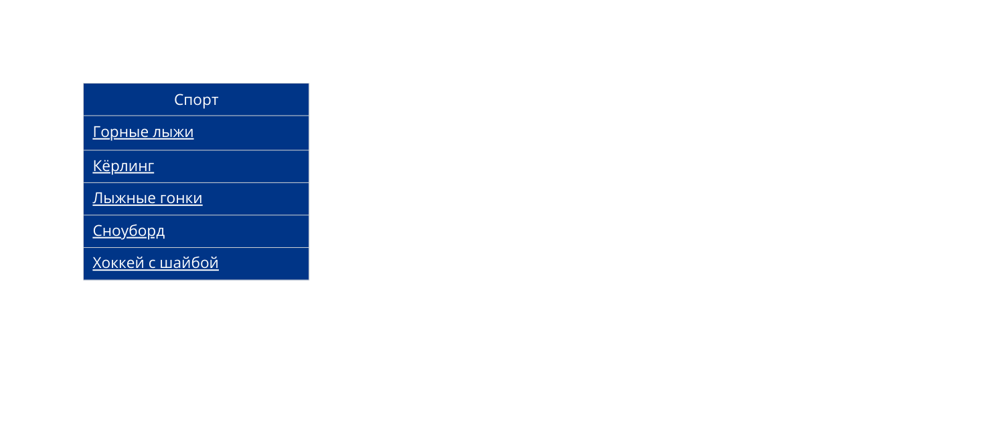 Спорт
Горные лыжи
Кёрлинг
Лыжные гонки
Сноуборд
Хоккей с шайбой